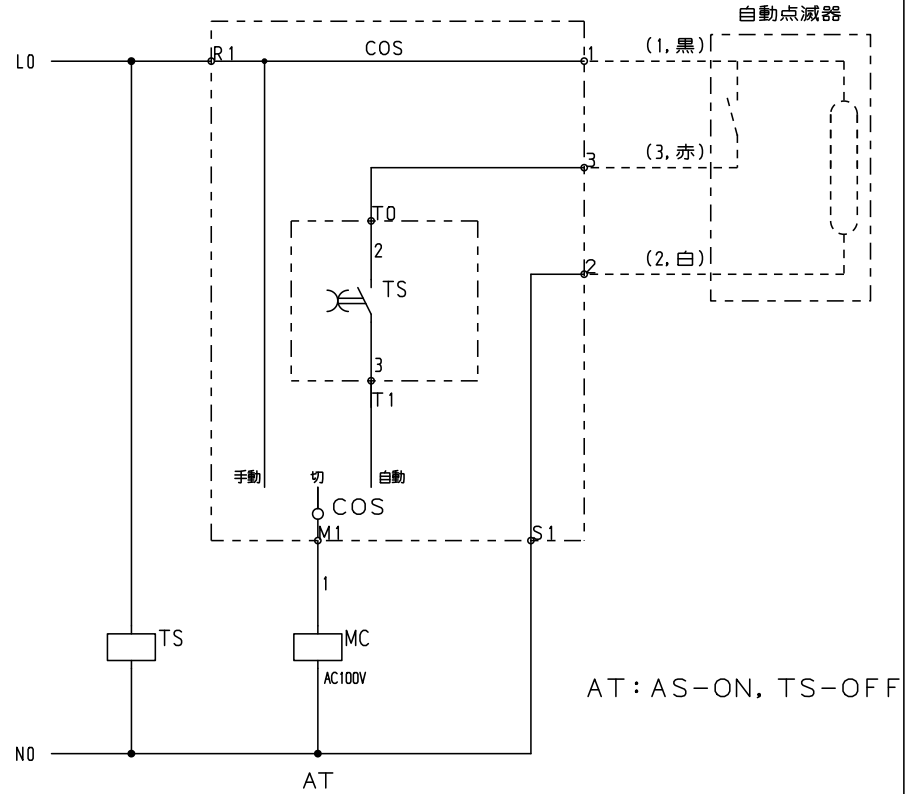 自動点滅器
L0
R1
COS
1
(1,黒)
3
(3,赤)
T0
2
2
(2,白)
TS
3
T1
手動
切
自動
COS
M1
S1
1
TS
MC
AC100V
AT:AS-ON, TS-OFF
N0
AT